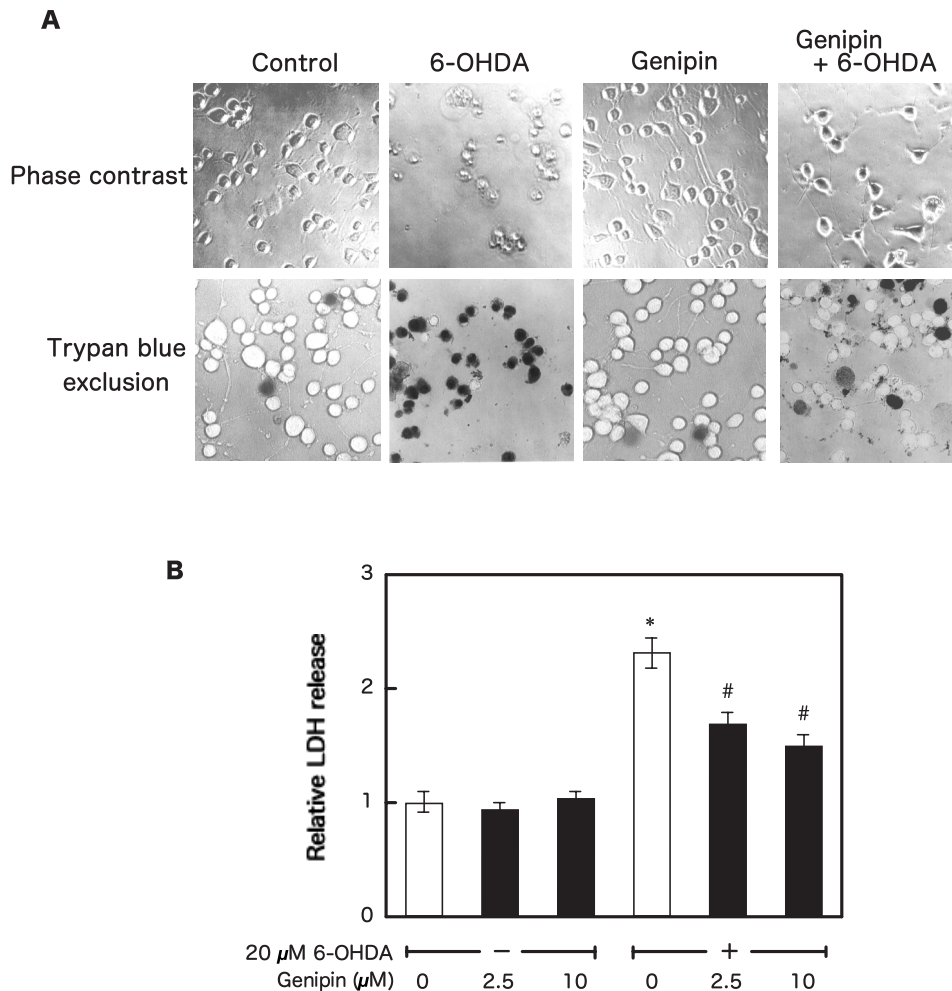 A
Control
6-OHDA
Genipin
Genipin
+ 6-OHDA
Phase contrast
Trypan blue
exclusion
B
Relative LDH release
3
2
1
0
*
#
#
20 μM 6-OHDA − +
Genipin (μM) 0 2.5 10 0 2.5 10